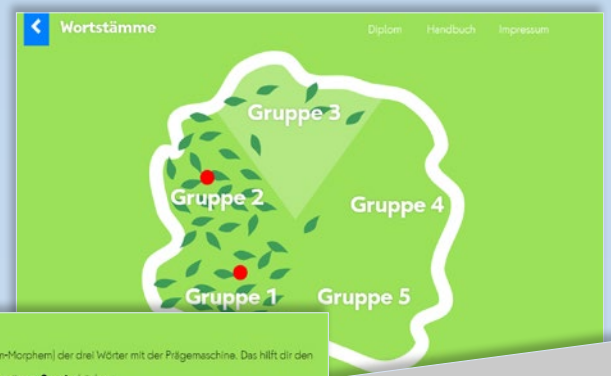 Wortstämme
Diplom Handbuch Impressum
Gruppe 3
Gruppe 2
Gruppe 4
Gruppe 1
Gruppe 5
m-Morphem) der drei Wörter mit der Prägemaschine. Das hilft dir den